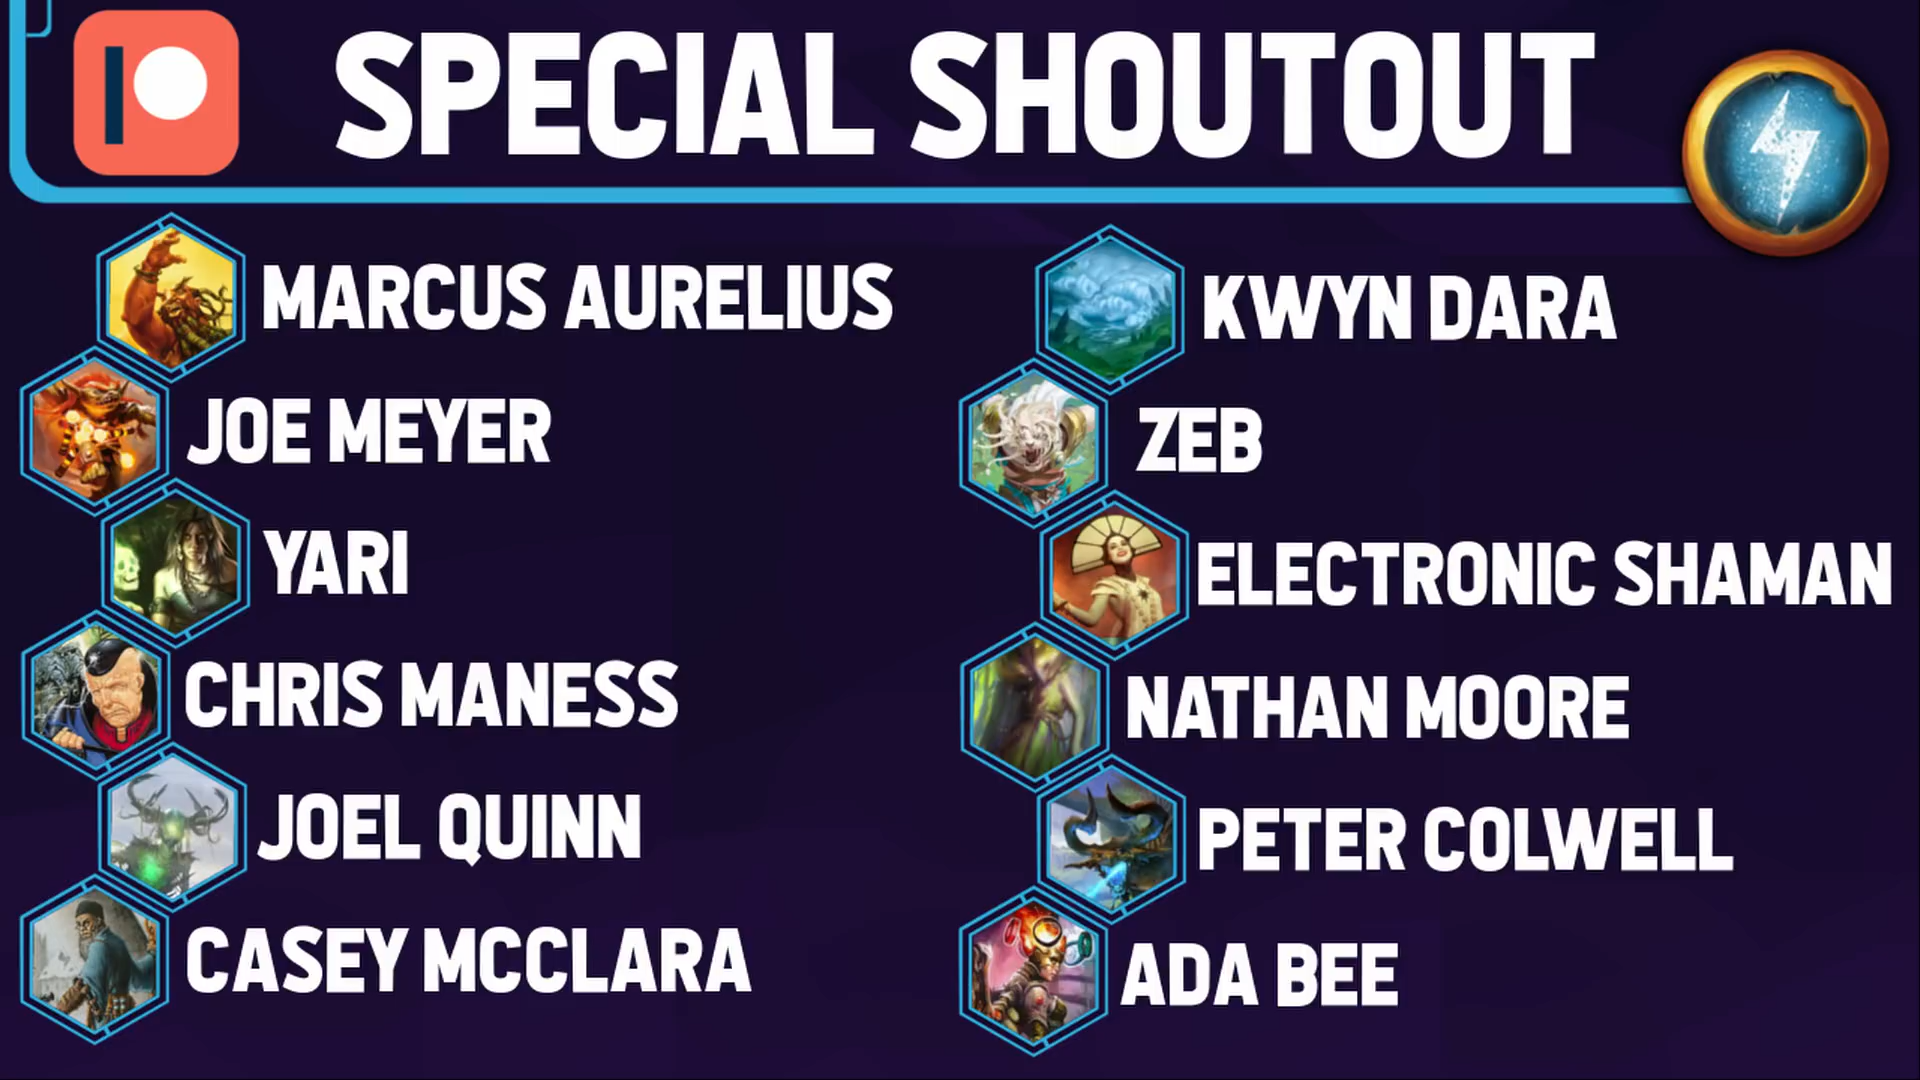 SPECIAL SHOUTOUT
MARCUS AURELIUS
JOE MEYER
YARI
CHRIS MANESS
JOEL QUINN
CASEY MCCLARA
KWYN DARA
ZEB
ELECTRONIC SHAMAN
NATHAN MOORE
PETER COLWELL
ADA BEE